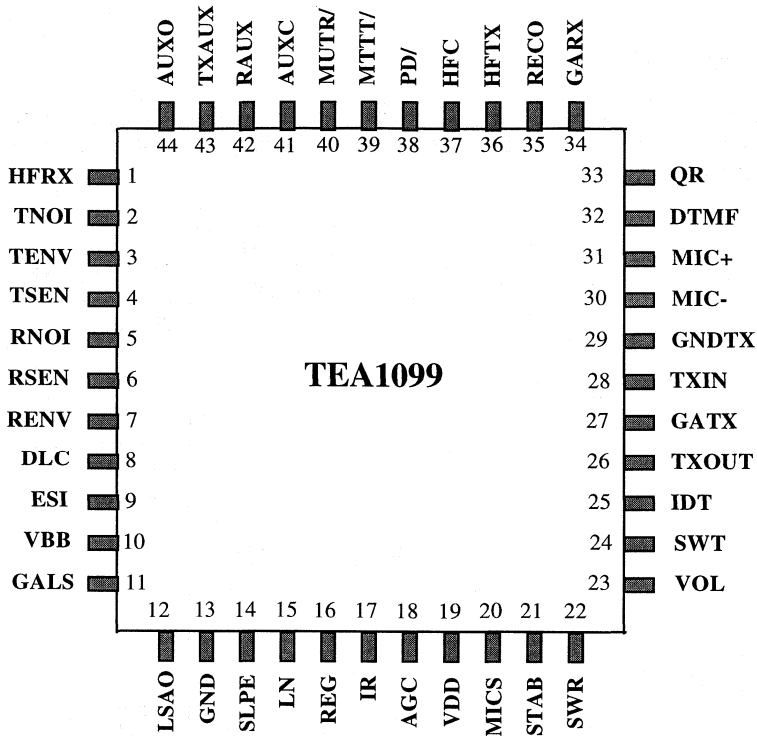 AUXO TXAUX RAUX AUXC MUTR/ MTTT/ PD/ HFC HFTX RECO GARX
44 43 42 41 40 39 38 37 36 35 34
HFRX 1 33 QR
TNOI 2 32 DTMF
TENV 3 31 MIC+
TSEN 4 30 MIC-
RNOI 5 29 GNDTX
TEA1099
RSEN 6 28 TXIN
RENV 7 27 GATX
DLC 8 26 TXOUT
ESI 9 25 IDT
VBB 10 24 SWT
GALS 11 23 VOL
12 13 14 15 16 17 18 19 20 21 22
LSAO GND SLPE LN REG IR AGC VDD MICS STAB SWR